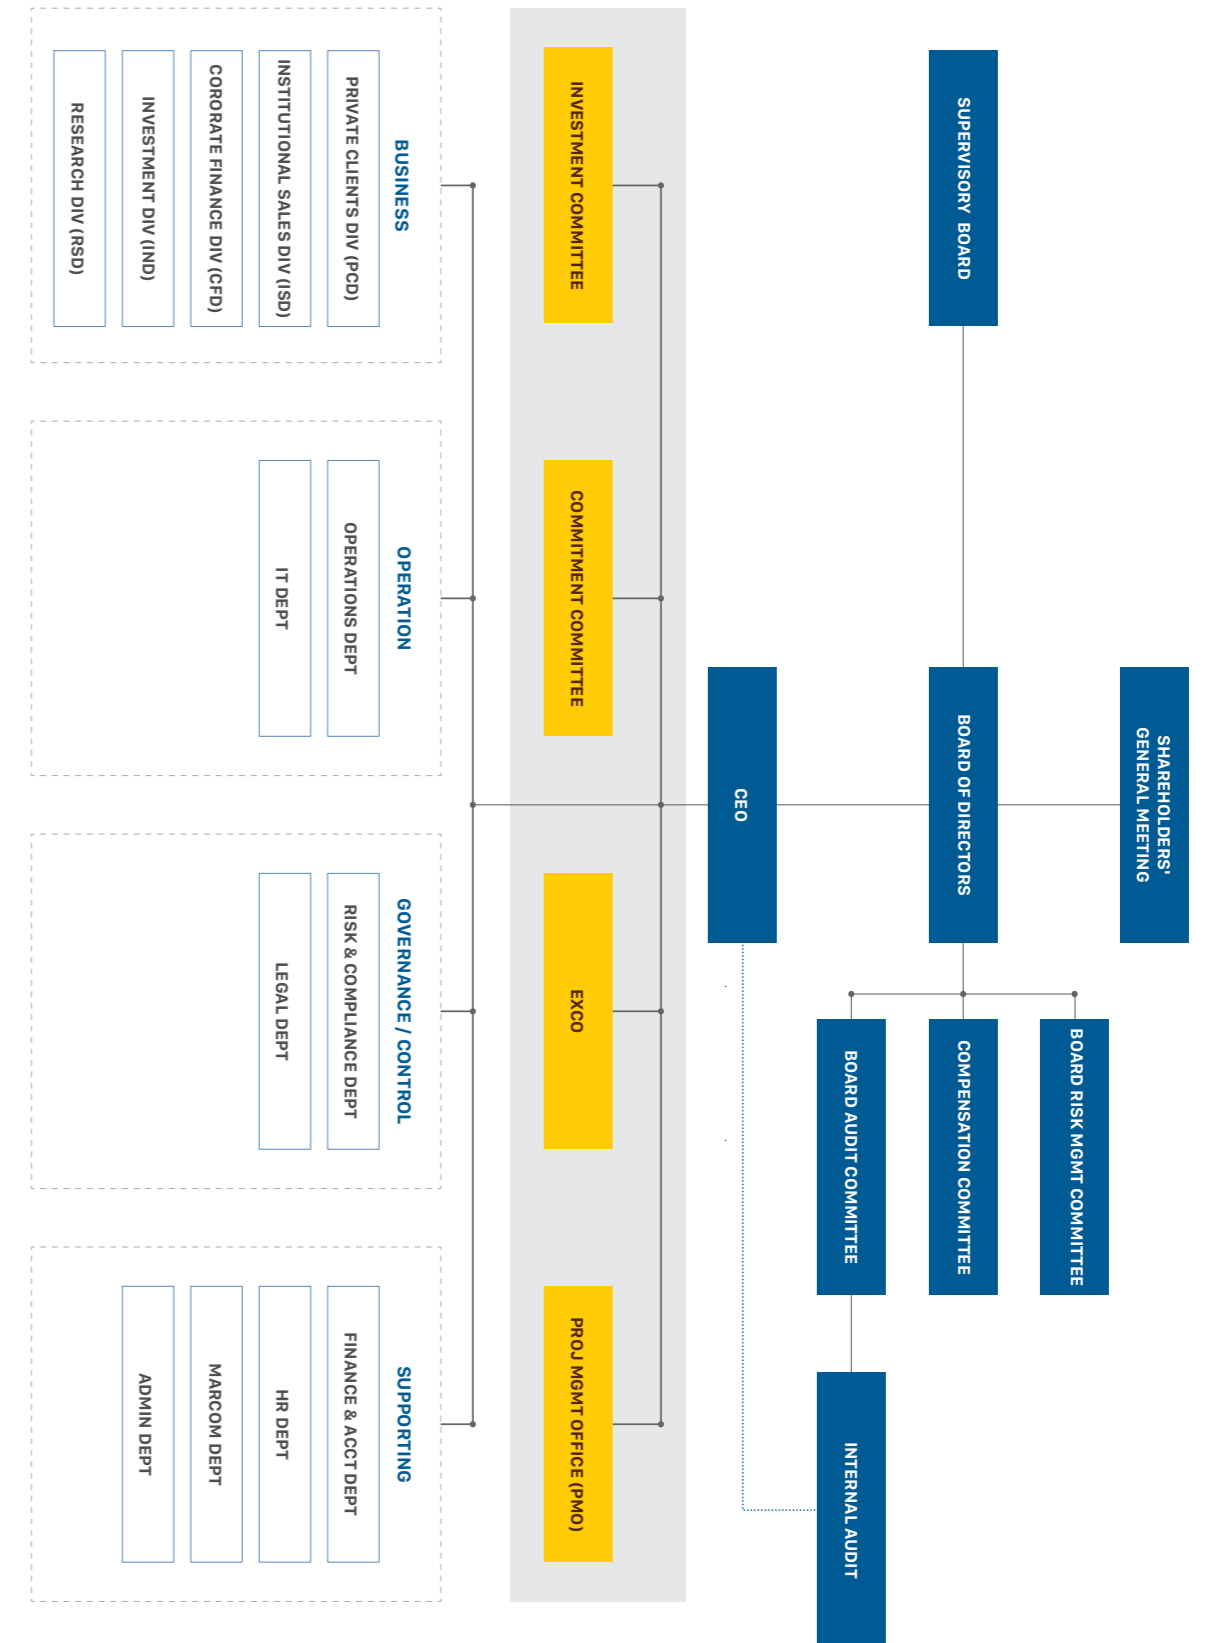 SHAREHOLDERS'
GENERAL MEETING
SUPERVISORY BOARD
BOARD OF DIRECTORS
BOARD RISK MGMT COMMITTEE
COMPENSATION COMMITTEE
BOARD AUDIT COMMITTEE
INTERNAL AUDIT
CEO
INVESTMENT COMMITTEE
COMMITMENT COMMITTEE
EXCO
PROJ MGMT OFFICE (PMO)
BUSINESS
PRIVATE CLIENTS DIV (PCD)
INSTITUTIONAL SALES DIV (ISD)
CORORATE FINANCE DIV (CFD)
INVESTMENT DIV (IND)
RESEARCH DIV (RSD)
OPERATION
OPERATIONS DEPT
IT DEPT
GOVERNANCE / CONTROL
RISK & COMPLIANCE DEPT
LEGAL DEPT
SUPPORTING
FINANCE & ACCT DEPT
HR DEPT
MARCOM DEPT
ADMIN DEPT